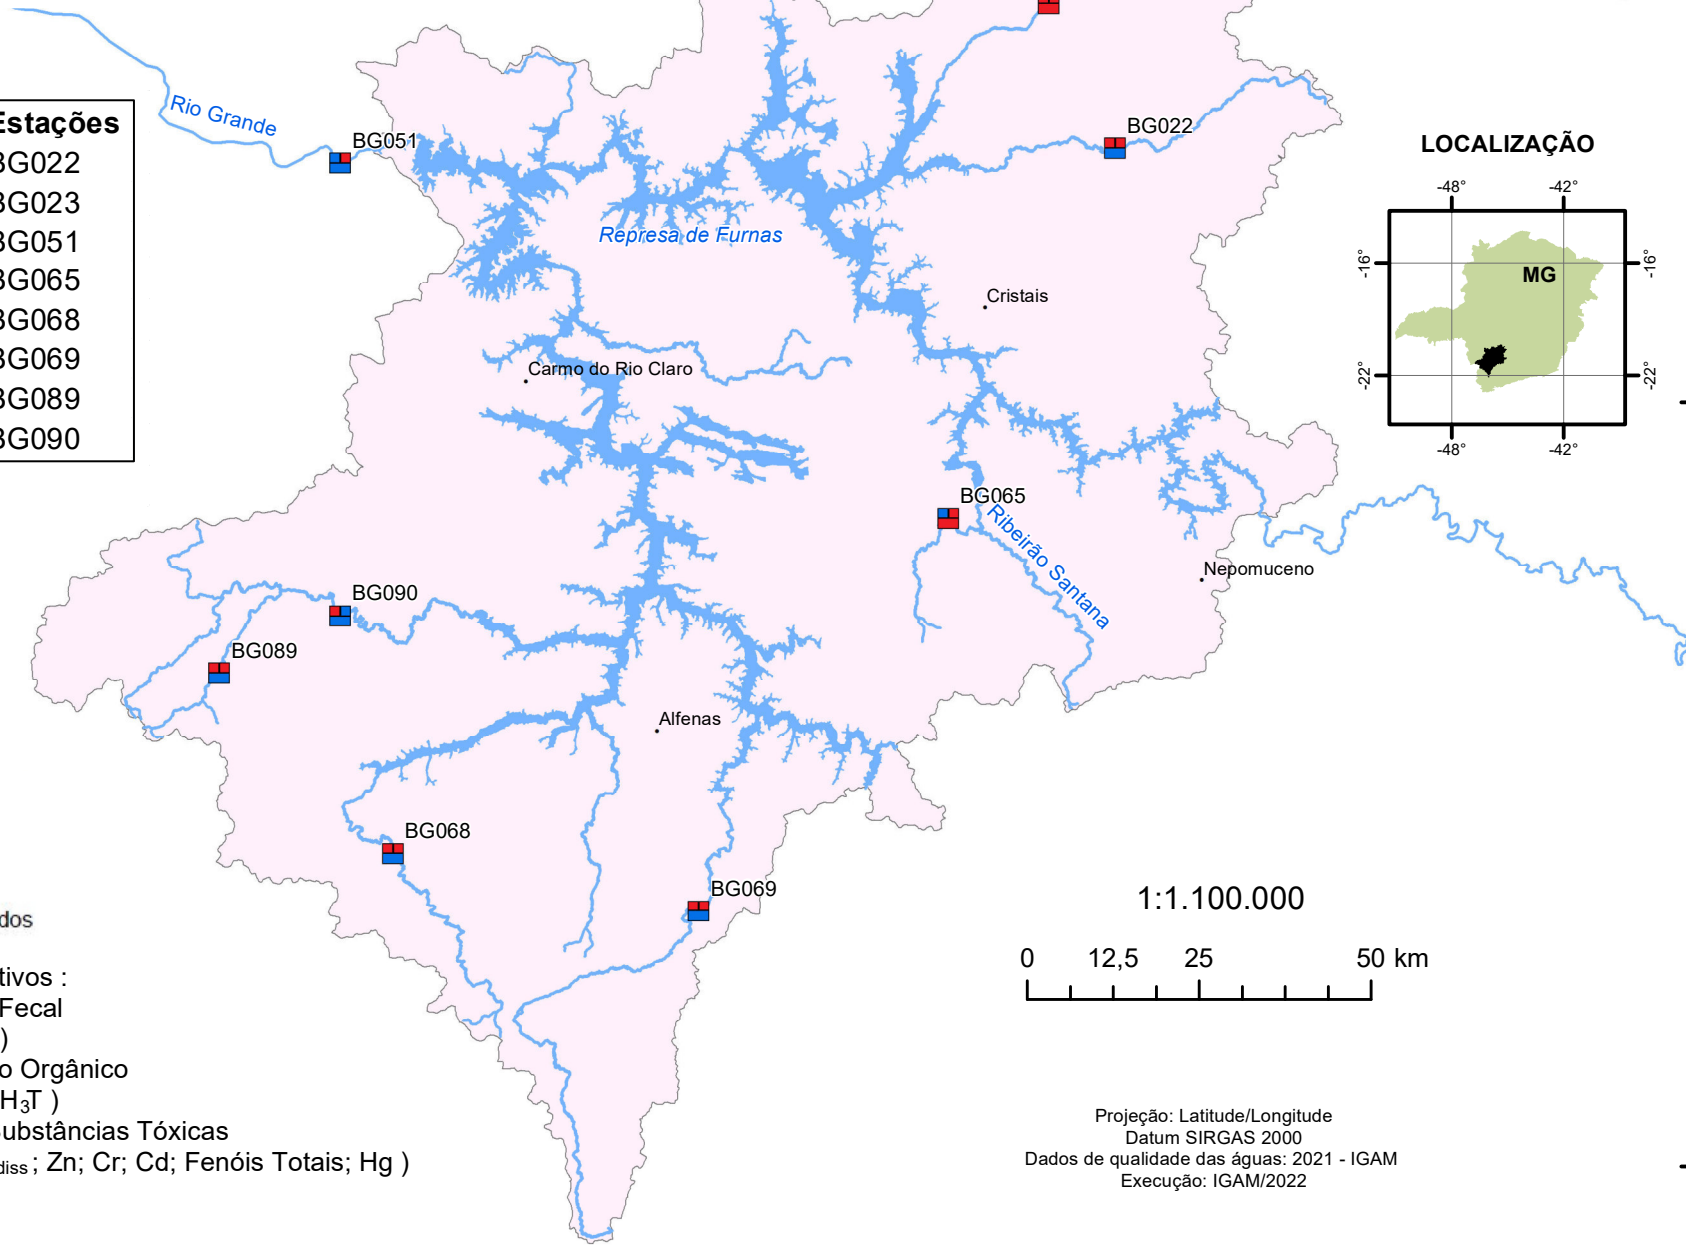 Rio Grande
BG051
BG022
Estações
BG022
BG023
BG051
BG065
BG068
BG069
BG089
BG090
Represa de Furnas
Cristais
Carmo do Rio Claro
BG065
Ribeirão Santana
Nepomuceno
BG090
BG089
Alfenas
BG068
BG069
LOCALIZAÇÃO
-48° -42°
-16° MG -16°
-22° -22°
-48° -42°
dos
tivos :
Fecal
)
o Orgânico
H₃T )
Substâncias Tóxicas
diss ; Zn; Cr; Cd; Fenóis Totais; Hg )
1:1.100.000
0 12,5 25 50 km
Projeção: Latitude/Longitude
Datum SIRGAS 2000
Dados de qualidade das águas: 2021 - IGAM
Execução: IGAM/2022